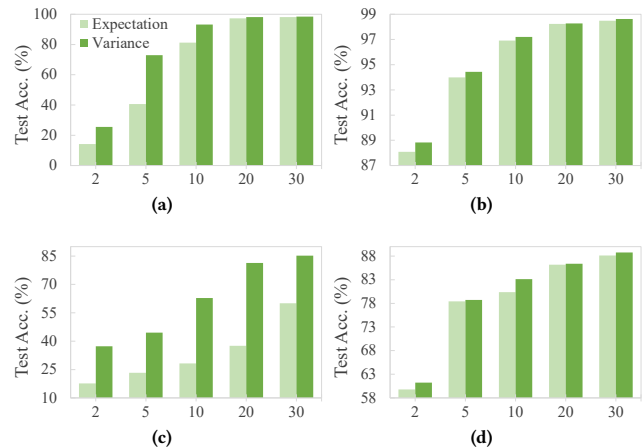 Test Acc. (%)
100
80
60
40
20
0
Expectation
Variance
2 5 10 20 30
(a)
Test Acc. (%)
99
97
95
93
91
89
87
2 5 10 20 30
(b)
Test Acc. (%)
85
70
55
40
25
10
2 5 10 20 30
(c)
Test Acc. (%)
88
83
78
73
68
63
58
2 5 10 20 30
(d)